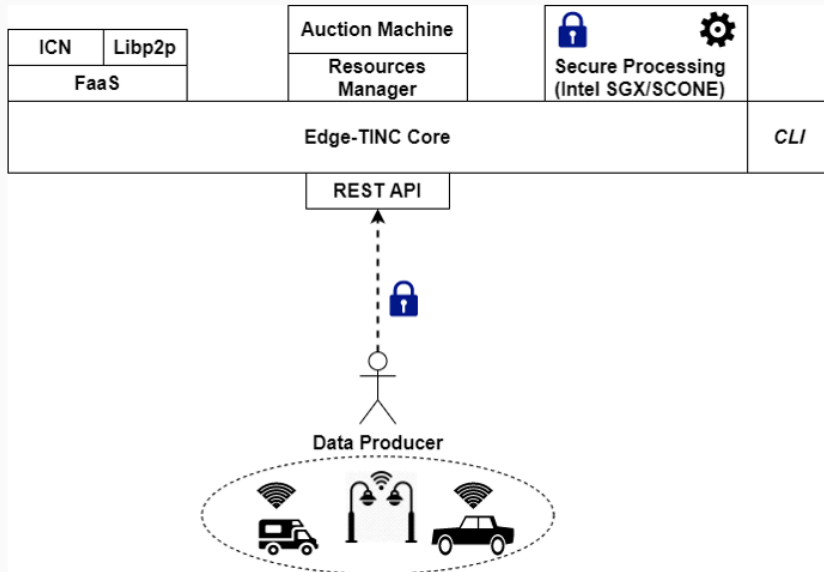 ICN
Libp2p
FaaS
Auction Machine
Resources
Manager
Secure Processing
(Intel SGX/SCONE)
Edge-TINC Core
CLI
REST API
Data Producer